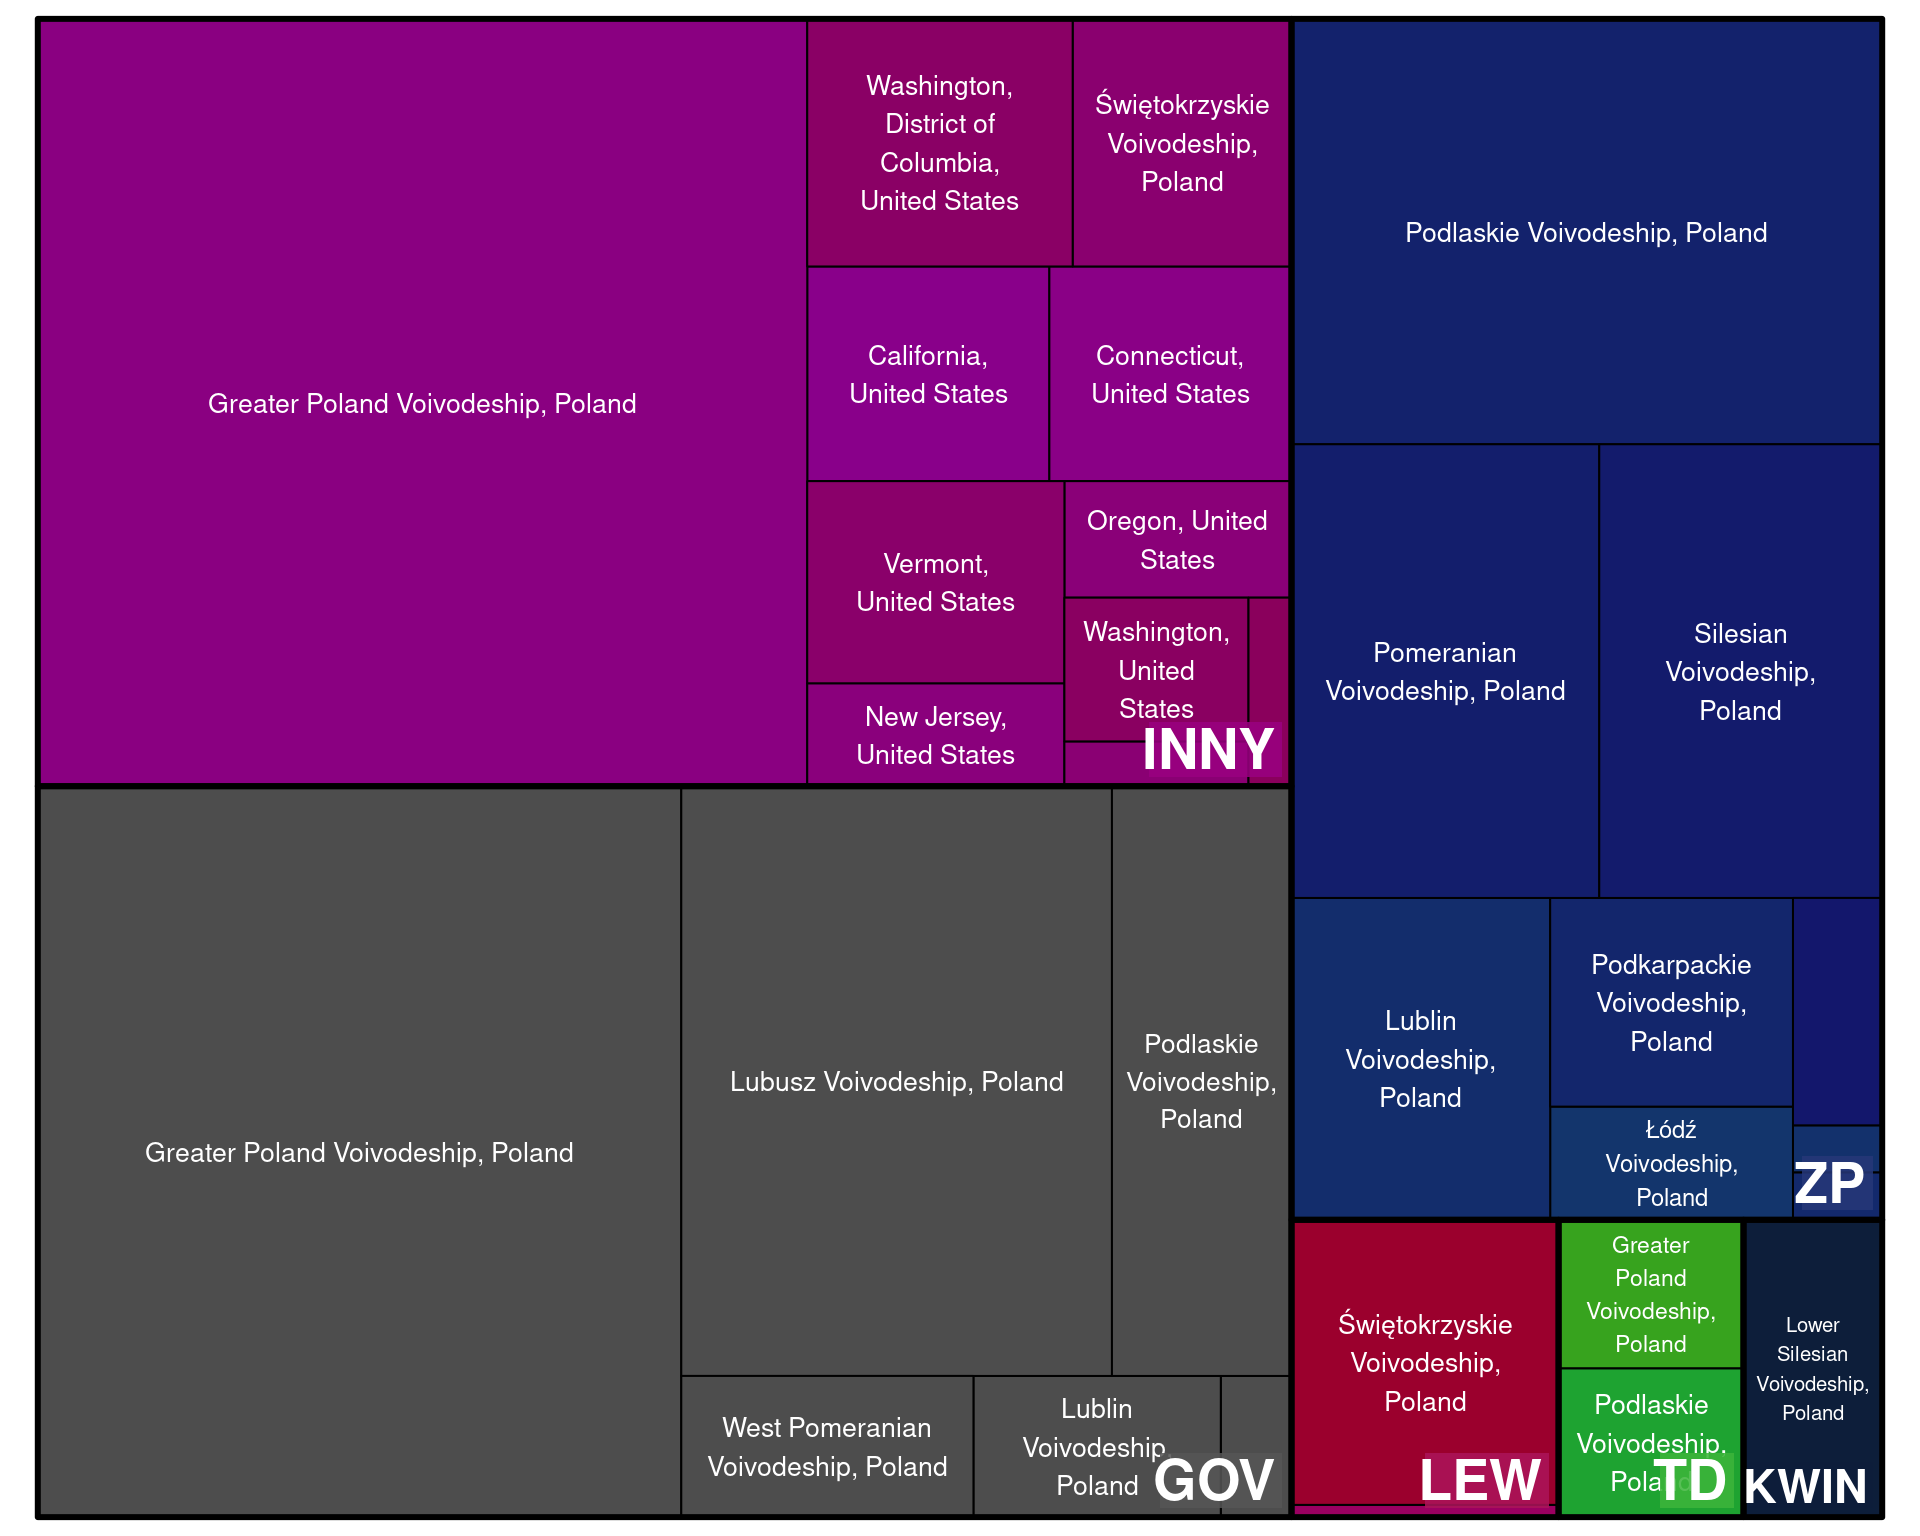 Greater Poland Voivodeship, Poland
Washington,
District of
Columbia,
United States
Świętokrzyskie
Voivodeship,
Poland
California,
United States
Connecticut,
United States
Vermont,
United States
Oregon, United
States
Washington,
United
States
New Jersey,
United States
INNY
Greater Poland Voivodeship, Poland
Lubusz Voivodeship, Poland
Podlaskie
Voivodeship,
Poland
West Pomeranian
Voivodeship, Poland
Lublin
Voivodeship,
Poland
GOV
Podlaskie Voivodeship, Poland
Pomeranian
Voivodeship, Poland
Silesian
Voivodeship,
Poland
Lublin
Voivodeship,
Poland
Podkarpackie
Voivodeship,
Poland
Łódź
Voivodeship,
Poland
ZP
Świętokrzyskie
Voivodeship,
Poland
LEW
Greater
Poland
Voivodeship,
Poland
Podlaskie
Voivodeship,
Poland
TD
Lower
Silesian
Voivodeship,
Poland
KWIN